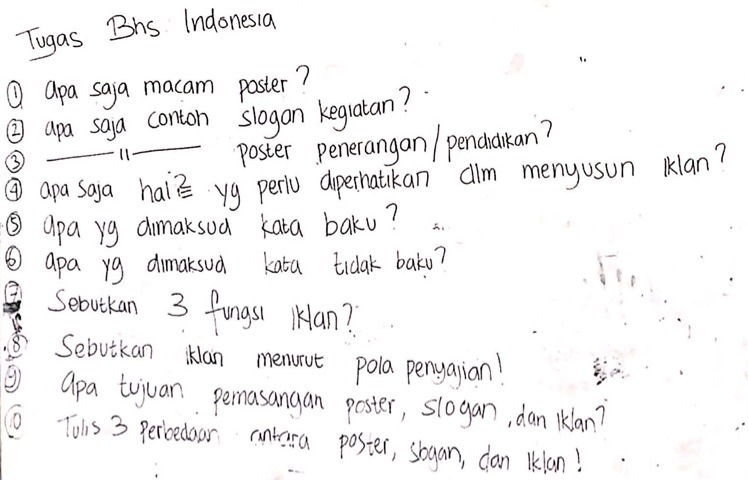 Tugas Bhs Indonesia
① apa saja macam poster?
② apa saja contoh slogan kegiatan?
③ ——— 11 ——— poster penerangan/pendidikan?
④ apa saja hal² yg perlu diperhatikan dlm menyusun iklan?
⑤ apa yg dimaksud kata baku?
⑥ apa yg dimaksud kata tidak baku?
⑦ Sebutkan 3 fungsi iklan?
⑧ Sebutkan iklan menurut pola penyajian!
⑨ apa tujuan pemasangan poster, slogan, dan iklan?
⑩ Tulis 3 perbedaan antara poster, slogan, dan iklan!